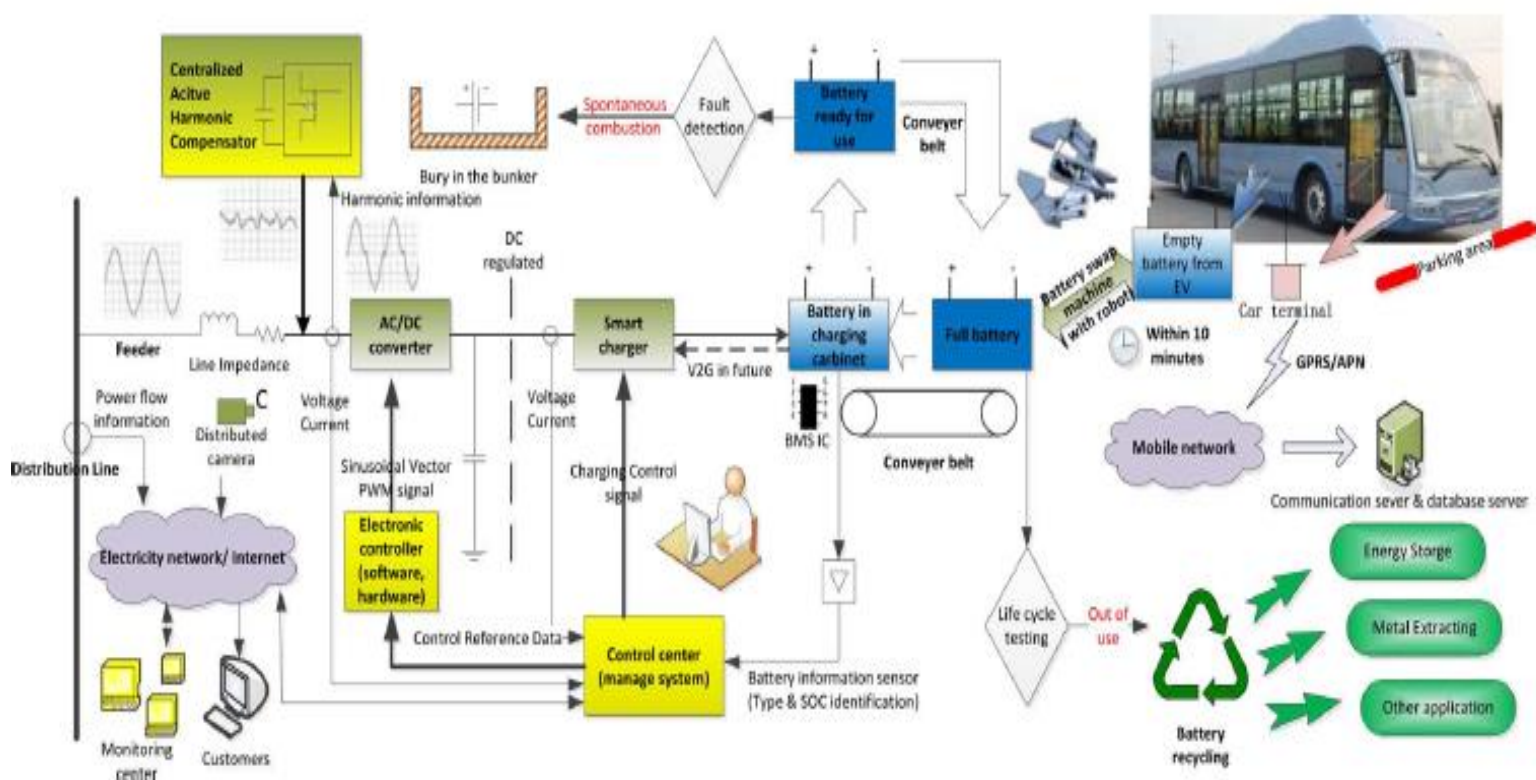 Centralized
Acitve
Harmonic
Compensator
Bury in the bunker
Spontaneous
combustion
Fault
detection
+ -
Battery
ready for
use
Conveyer
belt
Harmonic information
DC
regulated
Feeder
Line Impedance
AC/DC
converter
Smart
charger
V2G in future
+ -
Battery in
charging
carbinet
+ -
Full battery
Battery swap
machine
(with robot)
Empty
battery from
EV
Within 10
minutes
Parking area
Car terminal
GPRS/APN
Mobile network
Communication sever & database server
Power flow
information
C
Distributed
camera
Distribution Line
Voltage
Current
Sinusoical Vector
PWM signal
Voltage
Current
Charging Control
signal
BMS IC
Conveyer belt
Electricity network/ internet
Electronic
controller
(software,
hardware)
Control Reference Data
Control center
(manage system)
Battery information sensor
(Type & SOC identification)
Monitoring
center
Customers
Life cycle
testing
Out of
use
Battery
recycling
Energy Storge
Metal Extracting
Other application